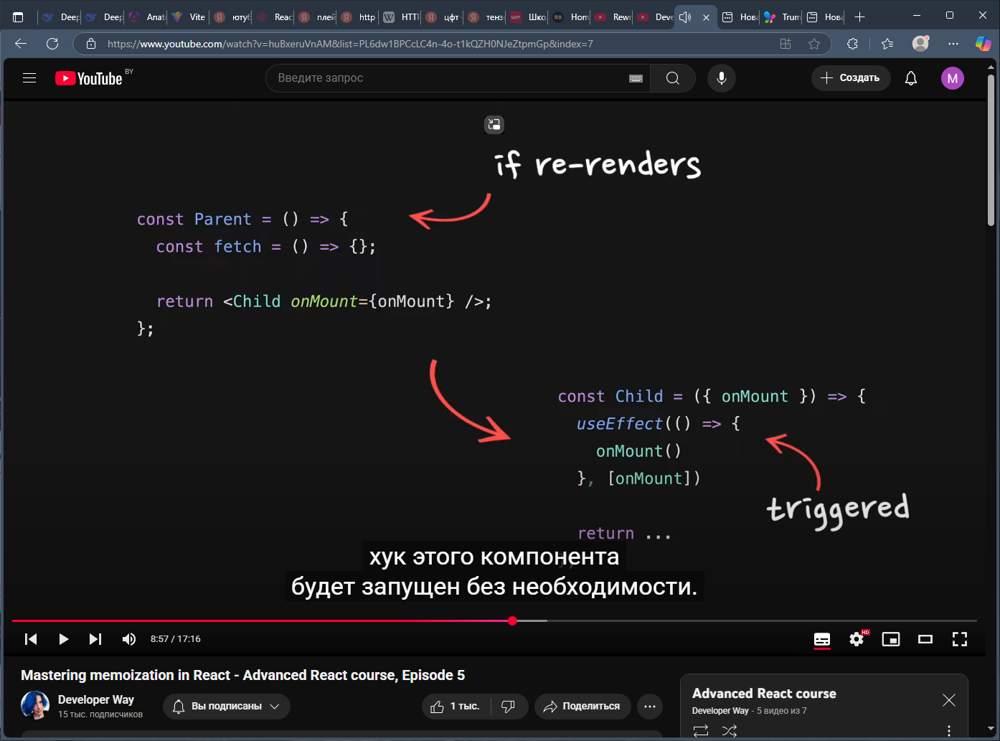 Deep
Deep
Anat
Vite
ютуб
Reac
плей
http
HTTP
цфт
тенз
Шко
Hom
Rew
Deve
Нова
Trum
Нова
https://www.youtube.com/watch?v=huBxeruVnAM&list=PL6dw1BPCcLC4n-4o-t1kQZH0NJeZtpmGp&index=7
YouTube BY
Введите запрос
Создать
M
if re-renders
const Parent = () => {
const fetch = () => {};
return <Child onMount={onMount} />;
};
const Child = ({ onMount }) => {
useEffect(() => {
onMount()
}, [onMount])
triggered
return ...
хук этого компонента
будет запущен без необходимости.
8:57 / 17:16
HD
Mastering memoization in React - Advanced React course, Episode 5
Developer Way
15 тыс. подписчиков
Вы подписаны
1 тыс.
Поделиться
Advanced React course
Developer Way - 5 видео из 7